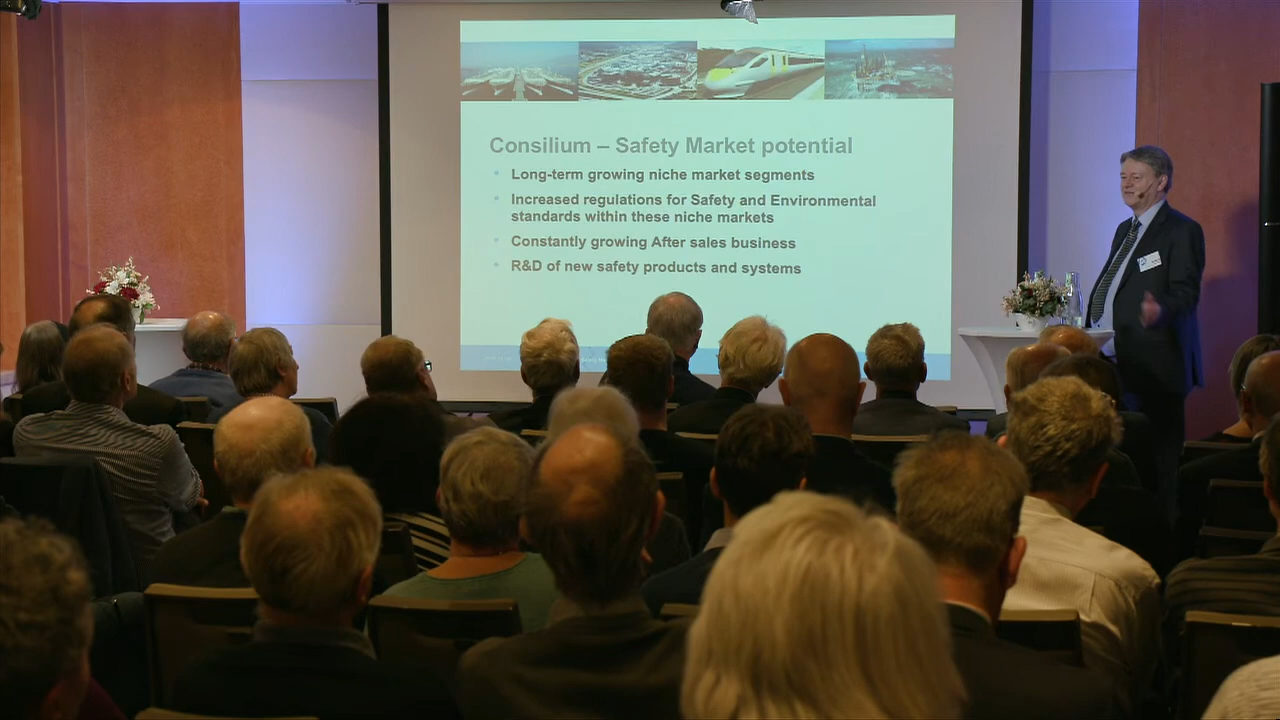 Consilium – Safety Market potential
• Long-term growing niche market segments
• Increased regulations for Safety and Environmental
standards within these niche markets
• Constantly growing After sales business
• R&D of new safety products and systems